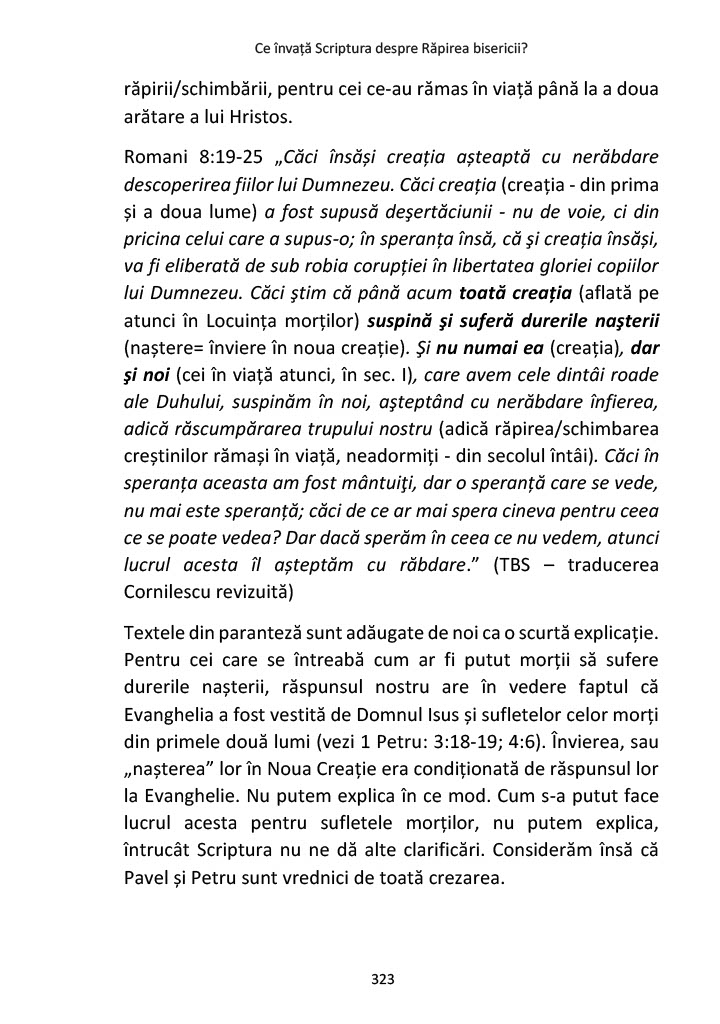 Ce învață Scriptura despre Răpirea bisericii?
răpirii/schimbării, pentru cei ce-au rămas în viață până la a doua
arătare a lui Hristos.
Romani 8:19-25 „Căci însăși creația așteaptă cu nerăbdare
descoperirea fiilor lui Dumnezeu. Căci creația (creația - din prima
și a doua lume) a fost supusă deşertăciunii - nu de voie, ci din
pricina celui care a supus-o; în speranța însă, că şi creația însăși,
va fi eliberată de sub robia corupției în libertatea gloriei copiilor
lui Dumnezeu. Căci ştim că până acum toată creația (aflată pe
atunci în Locuința morților) suspină şi suferă durerile naşterii
(naștere= înviere în noua creație). Şi nu numai ea (creația), dar
şi noi (cei în viață atunci, în sec. I), care avem cele dintâi roade
ale Duhului, suspinăm în noi, aşteptând cu nerăbdare înfierea,
adică răscumpărarea trupului nostru (adică răpirea/schimbarea
creștinilor rămași în viață, neadormiți - din secolul întâi). Căci în
speranța aceasta am fost mântuiţi, dar o speranță care se vede,
nu mai este speranță; căci de ce ar mai spera cineva pentru ceea
ce se poate vedea? Dar dacă sperăm în ceea ce nu vedem, atunci
lucrul acesta îl așteptăm cu răbdare.” (TBS – traducerea
Cornilescu revizuită)
Textele din paranteză sunt adăugate de noi ca o scurtă explicație.
Pentru cei care se întreabă cum ar fi putut morții să sufere
durerile nașterii, răspunsul nostru are în vedere faptul că
Evanghelia a fost vestită de Domnul Isus și sufletelor celor morți
din primele două lumi (vezi 1 Petru: 3:18-19; 4:6). Învierea, sau
„nașterea” lor în Noua Creație era condiționată de răspunsul lor
la Evanghelie. Nu putem explica în ce mod. Cum s-a putut face
lucrul acesta pentru sufletele morților, nu putem explica,
întrucât Scriptura nu ne dă alte clarificări. Considerăm însă că
Pavel și Petru sunt vrednici de toată crezarea.
323